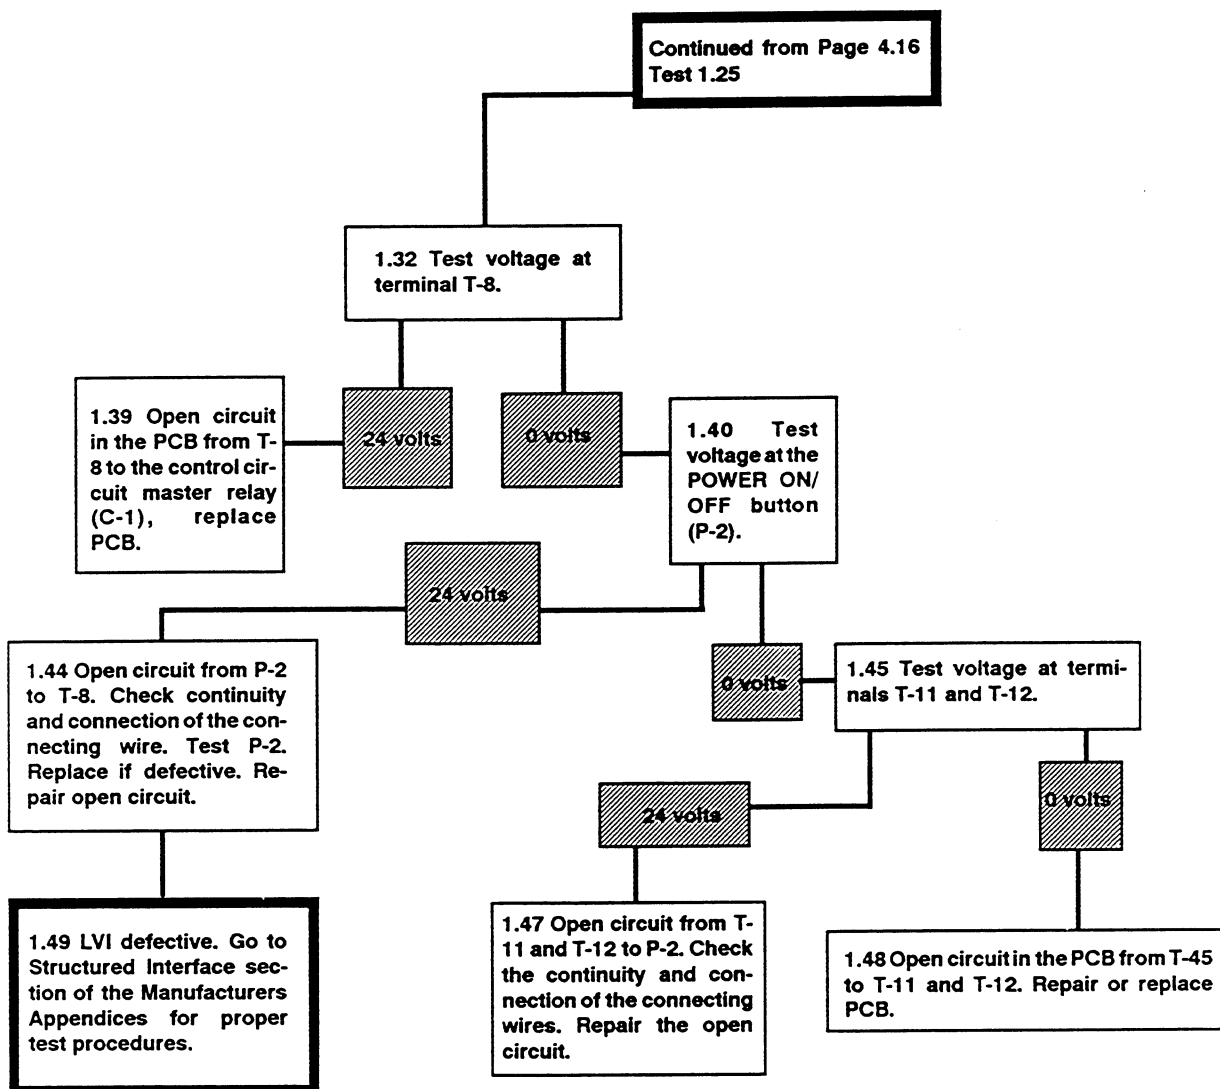 Continued from Page 4.16
Test 1.25
1.32 Test voltage at
terminal T-8.
24 volts
0 volts
1.39 Open circuit
in the PCB from T-
8 to the control cir-
cuit master relay
(C-1), replace
PCB.
1.40 Test
voltage at the
POWER ON/
OFF button
(P-2).
24 volts
0 volts
1.44 Open circuit from P-2
to T-8. Check continuity
and connection of the con-
necting wire. Test P-2.
Replace if defective. Re-
pair open circuit.
1.45 Test voltage at termi-
nals T-11 and T-12.
24 volts
0 volts
1.49 LVI defective. Go to
Structured Interface sec-
tion of the Manufacturers
Appendices for proper
test procedures.
1.47 Open circuit from T-
11 and T-12 to P-2. Check
the continuity and con-
nection of the connecting
wires. Repair the open
circuit.
1.48 Open circuit in the PCB from T-45
to T-11 and T-12. Repair or replace
PCB.